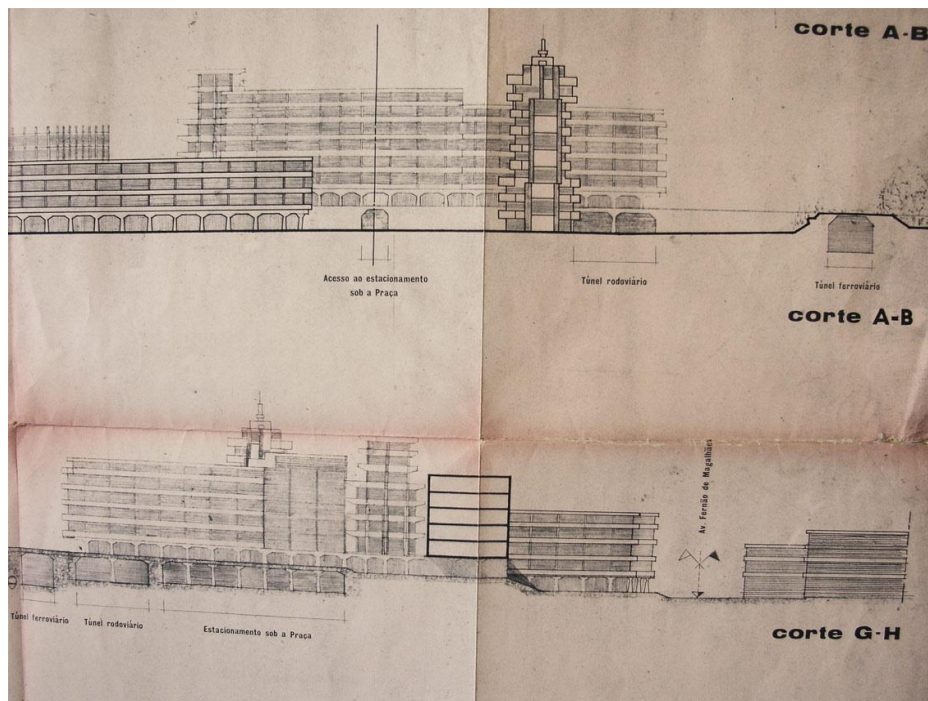 corte A-B
Acesso ao estacionamento
sob a Praça
Túnel rodoviário
Túnel ferroviário
corte A-B
Av. Fernão de Magalhães
Túnel ferroviário
Túnel rodoviário
Estacionamento sob a Praça
corte G-H